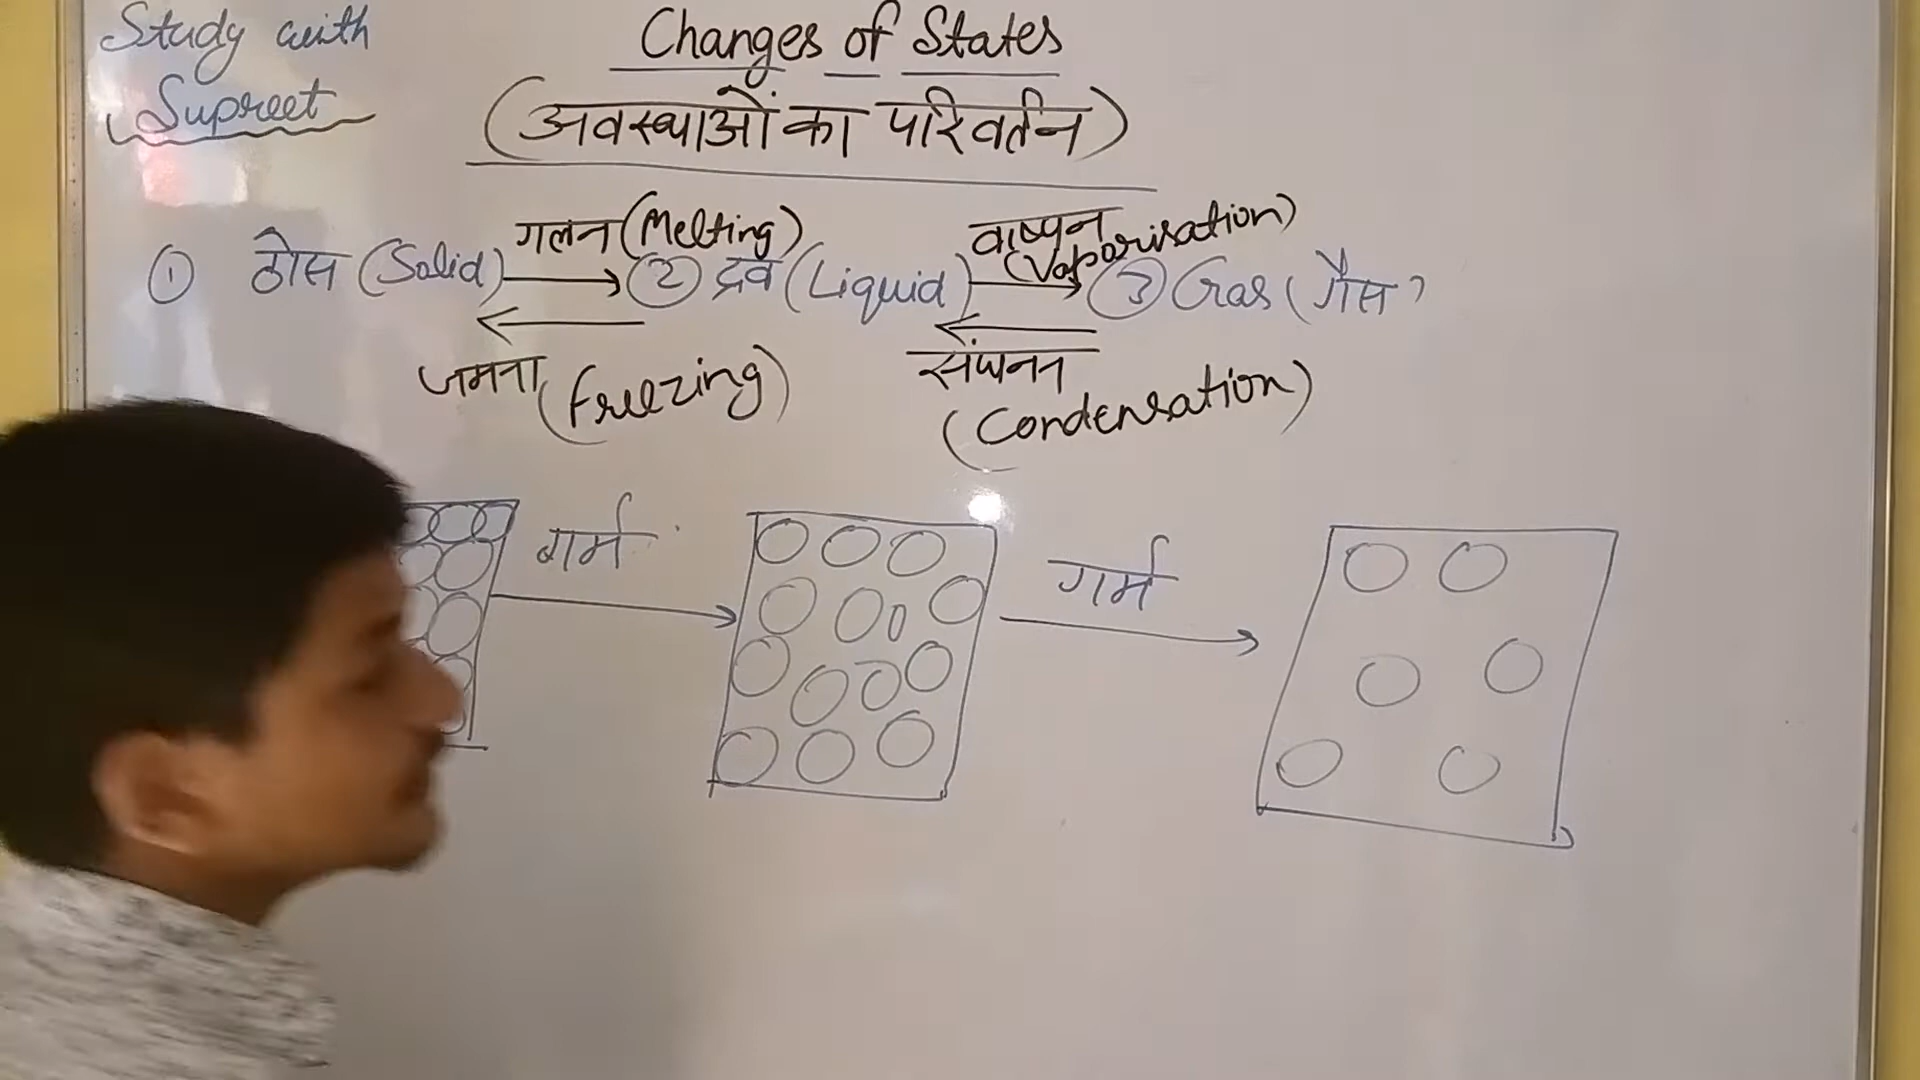 Study with
Supreet
Changes of States
(अवस्थाओं का परिवर्तन)
गलन (Melting) वाष्पन (Vaporisation)
① ठोस (Solid) → ② द्रव (Liquid) → ③ Gas (गैस)
← ←
जमना (freezing) संघनन (Condensation)
गर्म गर्म